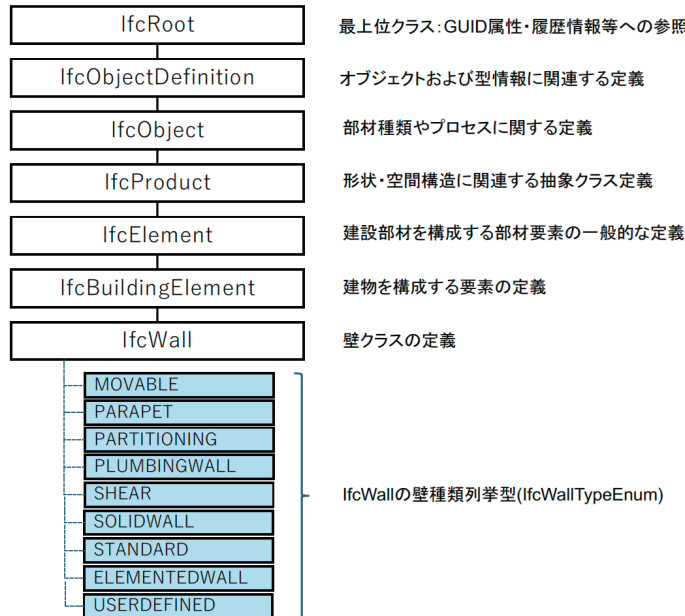 IfcRoot 最上位クラス:GUID属性・履歴情報等への参照
IfcObjectDefinition オブジェクトおよび型情報に関連する定義
IfcObject 部材種類やプロセスに関する定義
IfcProduct 形状・空間構造に関連する抽象クラス定義
IfcElement 建設部材を構成する部材要素の一般的な定義
IfcBuildingElement 建物を構成する要素の定義
IfcWall 壁クラスの定義
MOVABLE
PARAPET
PARTITIONING
PLUMBINGWALL
SHEAR IfcWallの壁種類列挙型(IfcWallTypeEnum)
SOLIDWALL
STANDARD
ELEMENTEDWALL
USERDEFINED